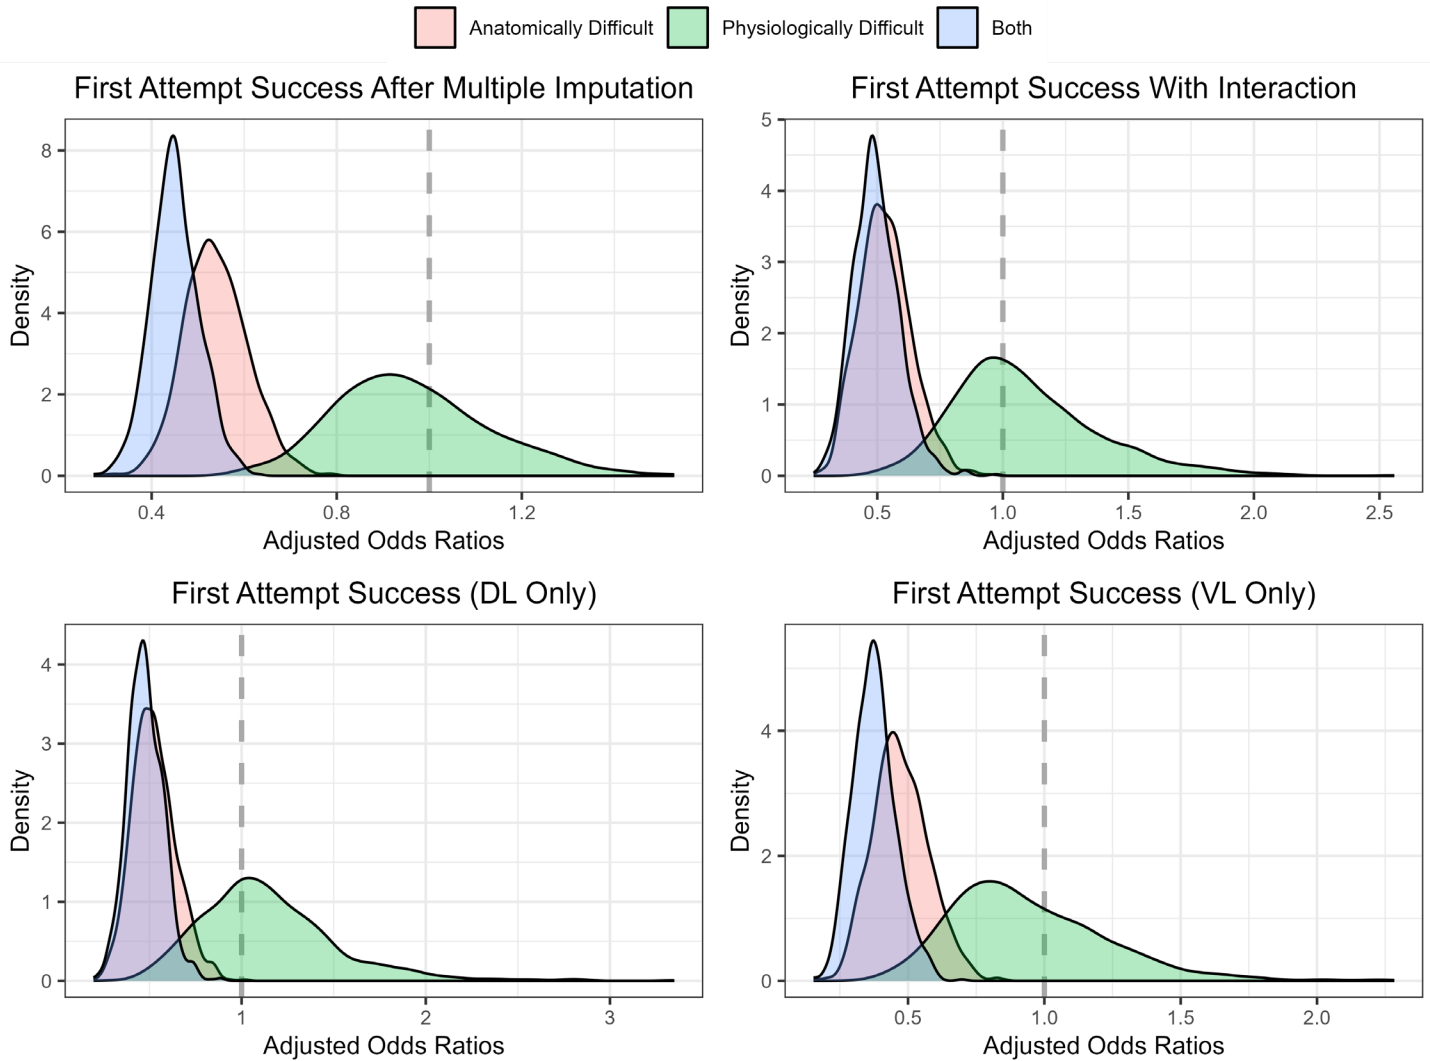 Anatomically Difficult Physiologically Difficult Both
First Attempt Success After Multiple Imputation
8
6
4
2
0
Density
0.4 0.8 1.2
Adjusted Odds Ratios
First Attempt Success With Interaction
5
4
3
2
1
0
Density
0.5 1.0 1.5 2.0 2.5
Adjusted Odds Ratios
First Attempt Success (DL Only)
4
3
2
1
0
Density
1 2 3
Adjusted Odds Ratios
First Attempt Success (VL Only)
4
2
0
Density
0.5 1.0 1.5 2.0
Adjusted Odds Ratios